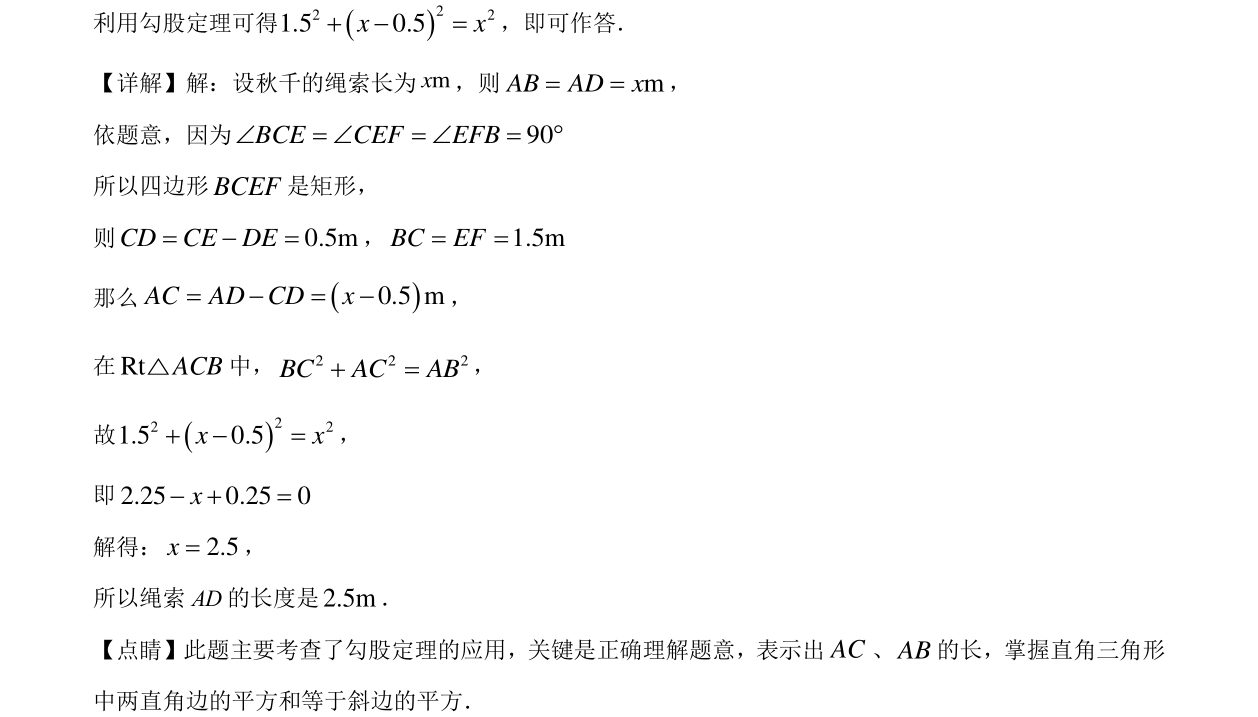 利用勾股定理可得1.5²+(x−0.5)²=x²，即可作答．
【详解】解：设秋千的绳索长为xm，则AB=AD=xm，
依题意，因为∠BCE=∠CEF=∠EFB=90°
所以四边形BCEF是矩形，
则CD=CE−DE=0.5m，BC=EF=1.5m
那么AC=AD−CD=(x−0.5)m，
在Rt△ACB中，BC²+AC²=AB²，
故1.5²+(x−0.5)²=x²，
即2.25−x+0.25=0
解得：x=2.5，
所以绳索AD的长度是2.5m．
【点睛】此题主要考查了勾股定理的应用，关键是正确理解题意，表示出AC、AB的长，掌握直角三角形
中两直角边的平方和等于斜边的平方．